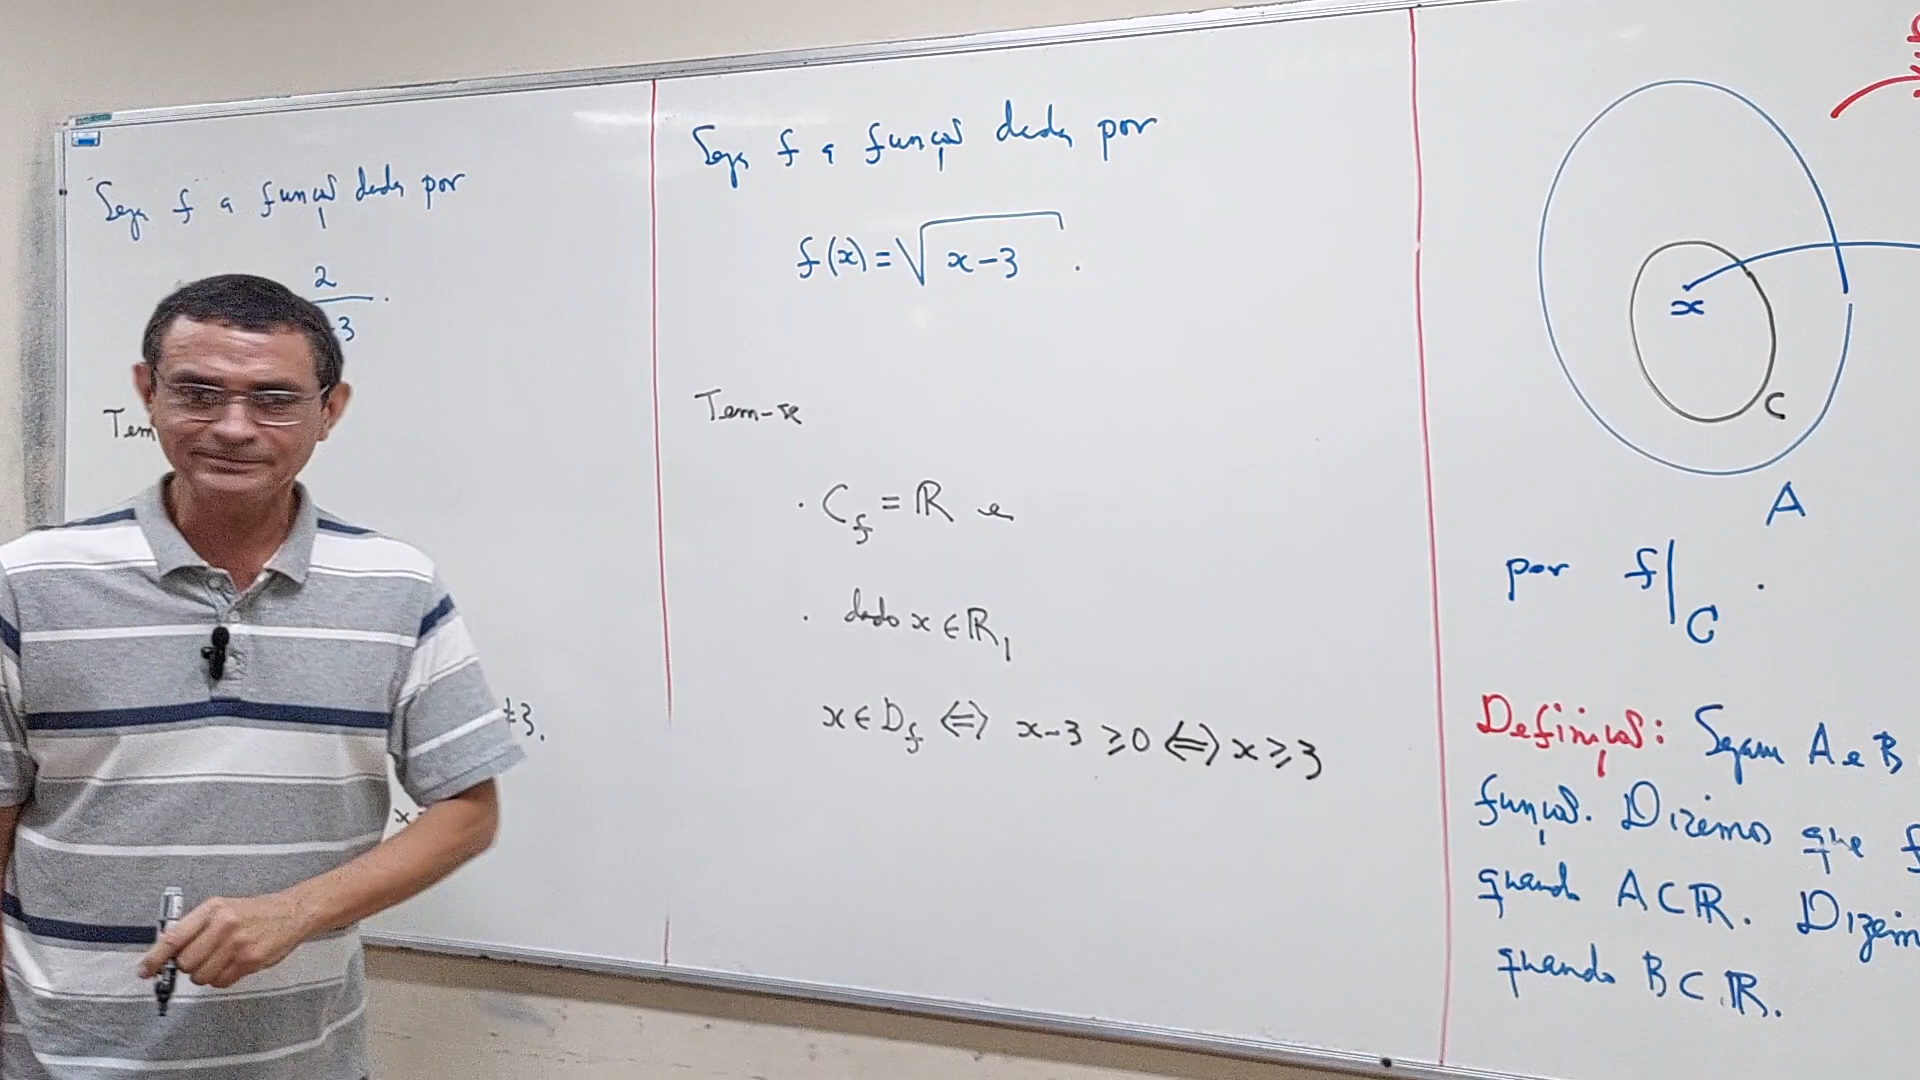 Seja f a função dada por
2
-3
Tem
≠3.
x
Seja f a função dada por
f(x) = √x-3 .
Tem-se
· C_f = ℝ e
· dado x ∈ ℝ,
x ∈ D_f ⇔ x-3 ≥ 0 ⇔ x ≥ 3
x
C
A
por f|_C .
Definição: Sejam A e B
função. Dizemos que f
quando A ⊂ ℝ. Dizem
quando B ⊂ ℝ.